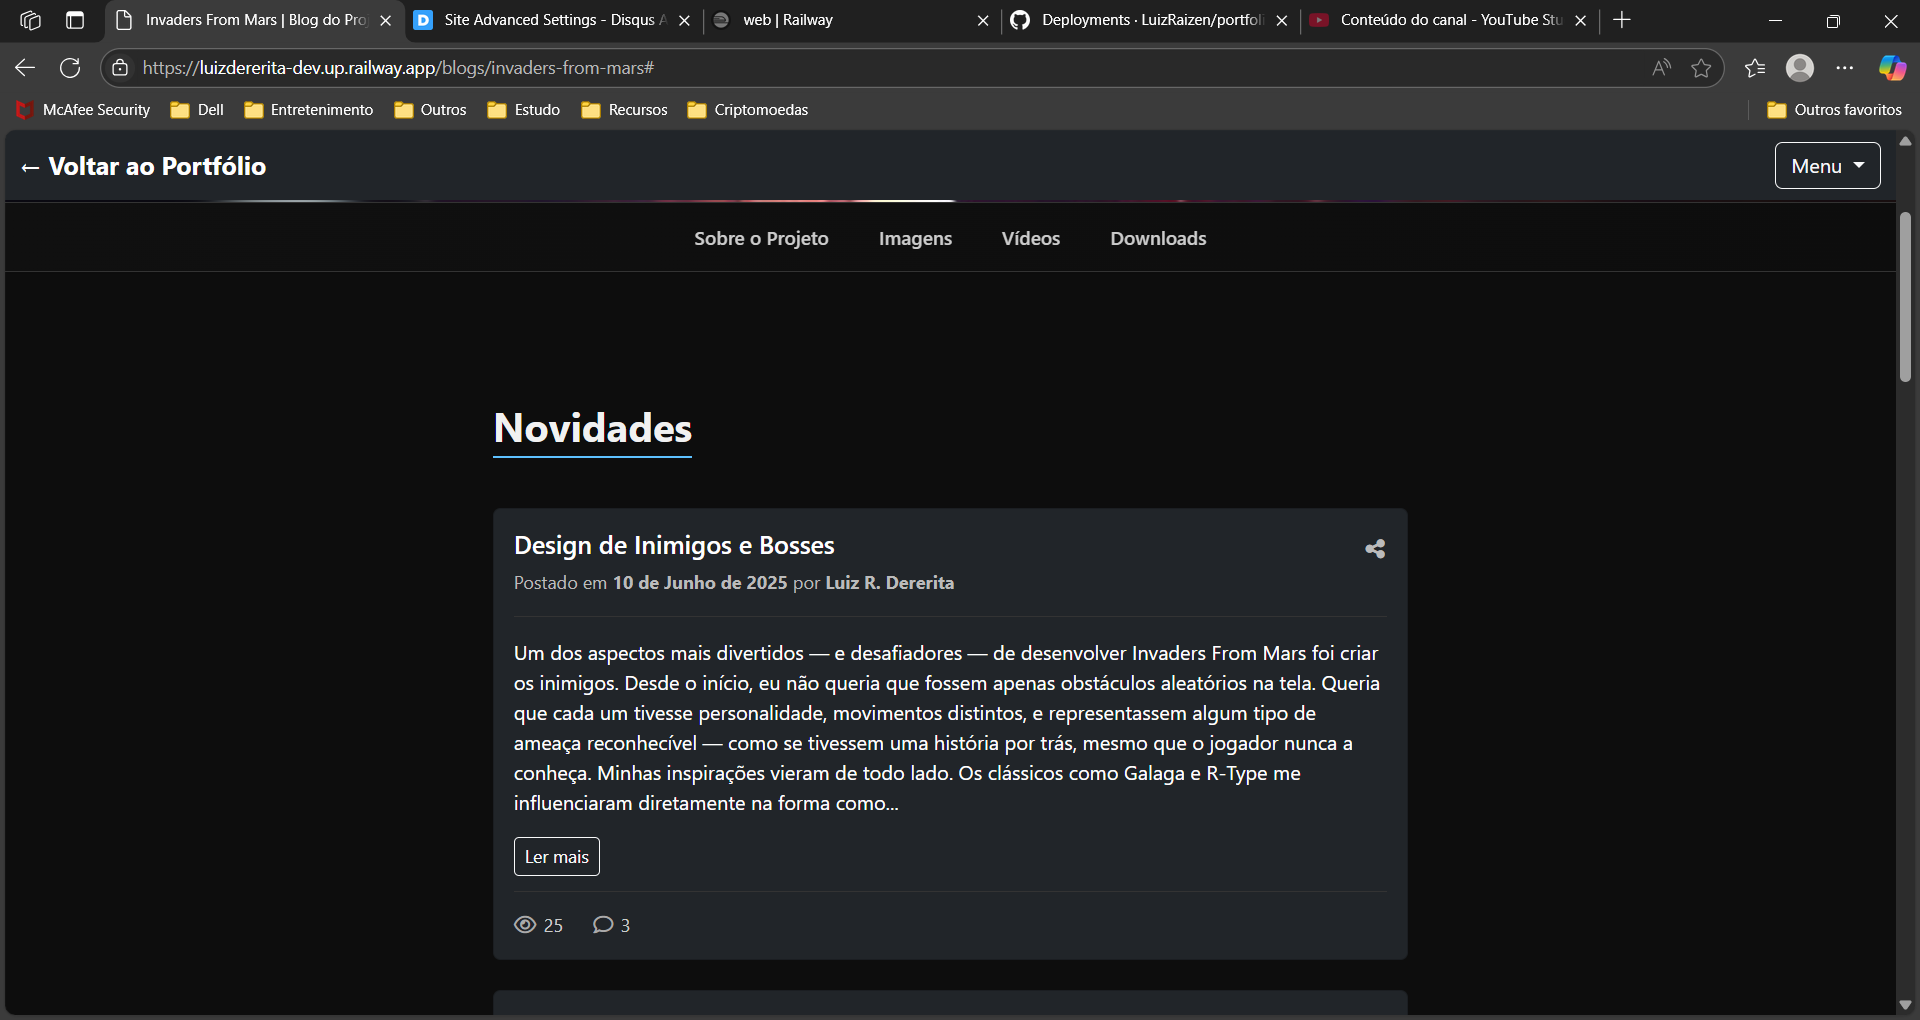 Invaders From Mars | Blog do Pro
Site Advanced Settings - Disqus A
web | Railway
Deployments · LuizRaizen/portfoli
Conteúdo do canal - YouTube Stu
https://luizdererita-dev.up.railway.app/blogs/invaders-from-mars#
McAfee Security
Dell
Entretenimento
Outros
Estudo
Recursos
Criptomoedas
Outros favoritos
← Voltar ao Portfólio
Menu
Sobre o Projeto
Imagens
Vídeos
Downloads
Novidades
Design de Inimigos e Bosses
Postado em 10 de Junho de 2025 por Luiz R. Dererita
Um dos aspectos mais divertidos — e desafiadores — de desenvolver Invaders From Mars foi criar
os inimigos. Desde o início, eu não queria que fossem apenas obstáculos aleatórios na tela. Queria
que cada um tivesse personalidade, movimentos distintos, e representassem algum tipo de
ameaça reconhecível — como se tivessem uma história por trás, mesmo que o jogador nunca a
conheça. Minhas inspirações vieram de todo lado. Os clássicos como Galaga e R-Type me
influenciaram diretamente na forma como...
Ler mais
25
3